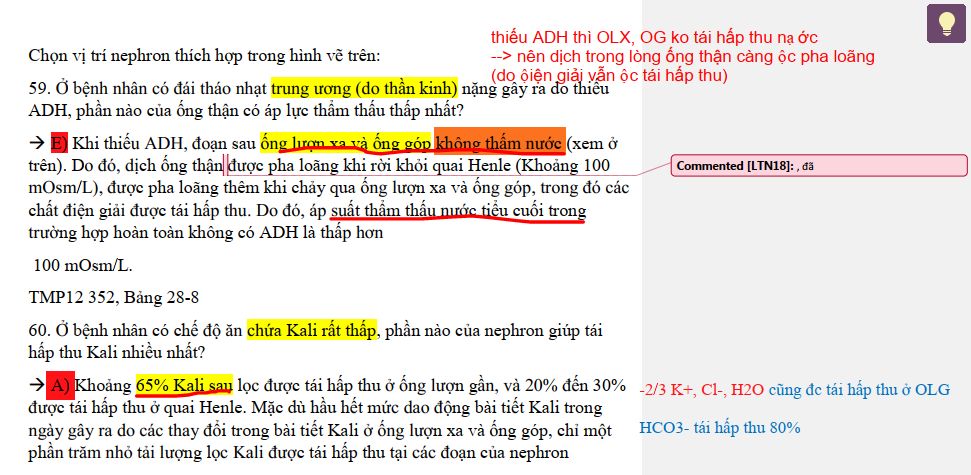 thiếu ADH thì OLX, OG ko tái hấp thu nạ ớc
--> nên dịch trong lòng ống thận càng ộc pha loãng
(do ộiện giải vẫn ộc tái hấp thu)
Chọn vị trí nephron thích hợp trong hình vẽ trên:
59. Ở bệnh nhân có đái tháo nhạt trung ương (do thần kinh) nặng gây ra do thiếu
ADH, phần nào của ống thận có áp lực thẩm thấu thấp nhất?
→ E) Khi thiếu ADH, đoạn sau ống lượn xa và ống góp không thấm nước (xem ở
trên). Do đó, dịch ống thận được pha loãng khi rời khỏi quai Henle (Khoảng 100
Commented [LTN18]: , đã
mOsm/L), được pha loãng thêm khi chảy qua ống lượn xa và ống góp, trong đó các
chất điện giải được tái hấp thu. Do đó, áp suất thẩm thấu nước tiểu cuối trong
trường hợp hoàn toàn không có ADH là thấp hơn
100 mOsm/L.
TMP12 352, Bảng 28-8
60. Ở bệnh nhân có chế độ ăn chứa Kali rất thấp, phần nào của nephron giúp tái
hấp thu Kali nhiều nhất?
→ A) Khoảng 65% Kali sau lọc được tái hấp thu ở ống lượn gần, và 20% đến 30%
-2/3 K+, Cl-, H2O cũng đc tái hấp thu ở OLG
được tái hấp thu ở quai Henle. Mặc dù hầu hết mức dao động bài tiết Kali trong
ngày gây ra do các thay đổi trong bài tiết Kali ở ống lượn xa và ống góp, chỉ một
HCO3- tái hấp thu 80%
phần trăm nhỏ tải lượng lọc Kali được tái hấp thu tại các đoạn của nephron